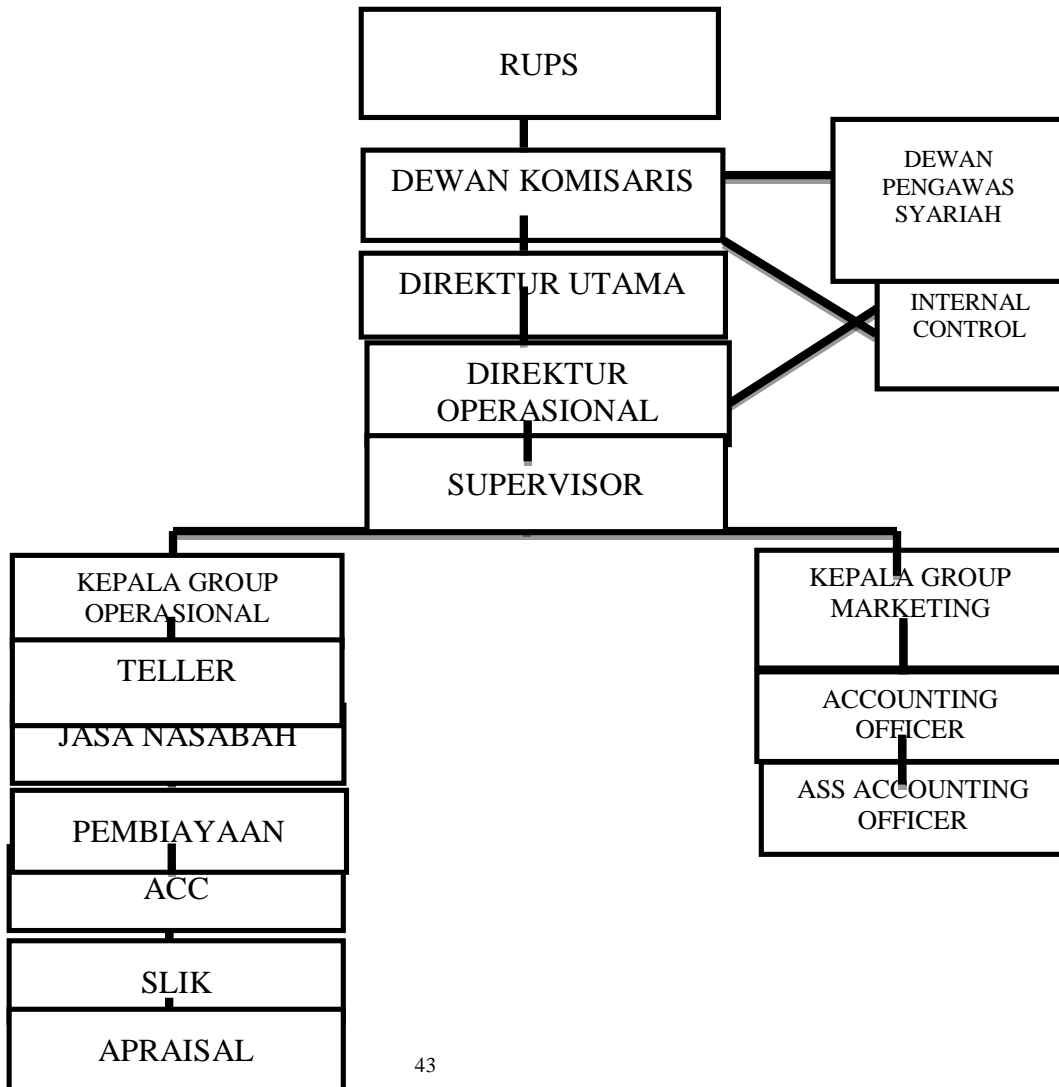 RUPS
DEWAN KOMISARIS
DEWAN
PENGAWAS
SYARIAH
DIREKTUR UTAMA
INTERNAL
CONTROL
DIREKTUR
OPERASIONAL
SUPERVISOR
KEPALA GROUP
OPERASIONAL
TELLER
JASA NASABAH
PEMBIAYAAN
ACC
SLIK
APRAISAL
KEPALA GROUP
MARKETING
ACCOUNTING
OFFICER
ASS ACCOUNTING
OFFICER
43